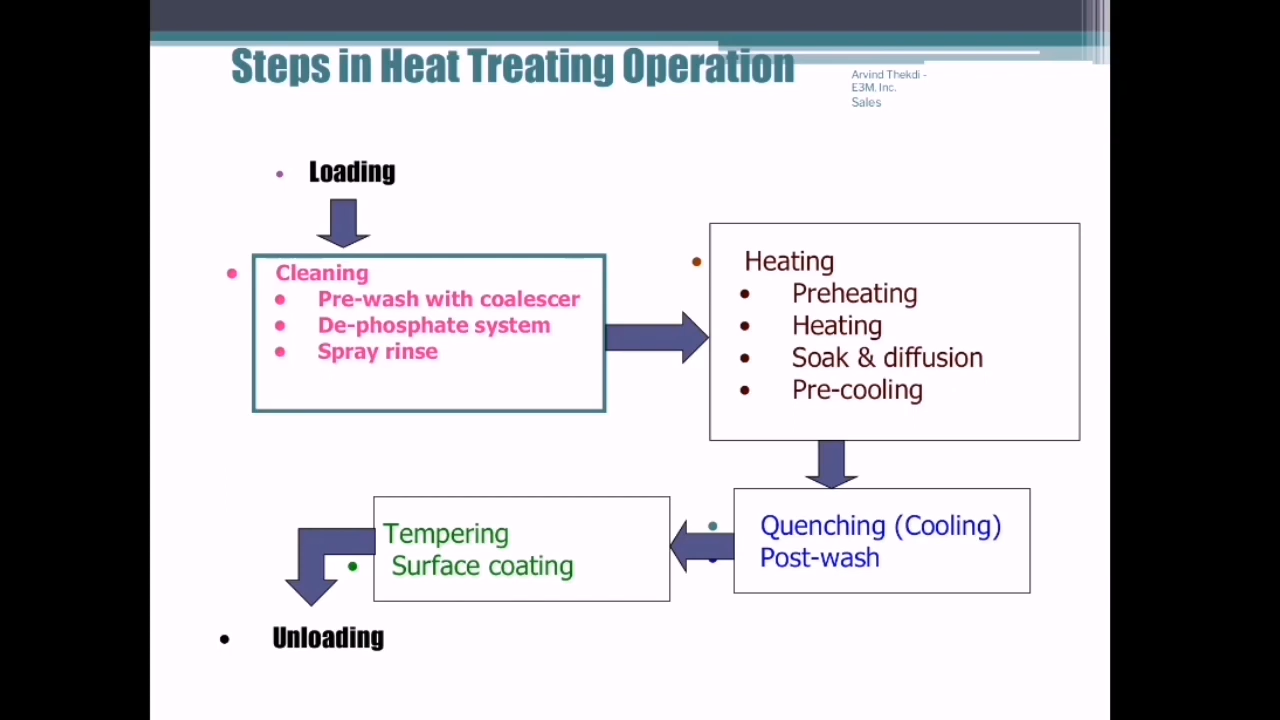 Steps in Heat Treating Operation
Arvind Thekdi -
E3M, Inc.
Sales
Loading
Cleaning
Pre-wash with coalescer
De-phosphate system
Spray rinse
Heating
Preheating
Heating
Soak & diffusion
Pre-cooling
Quenching (Cooling)
Post-wash
Tempering
Surface coating
Unloading